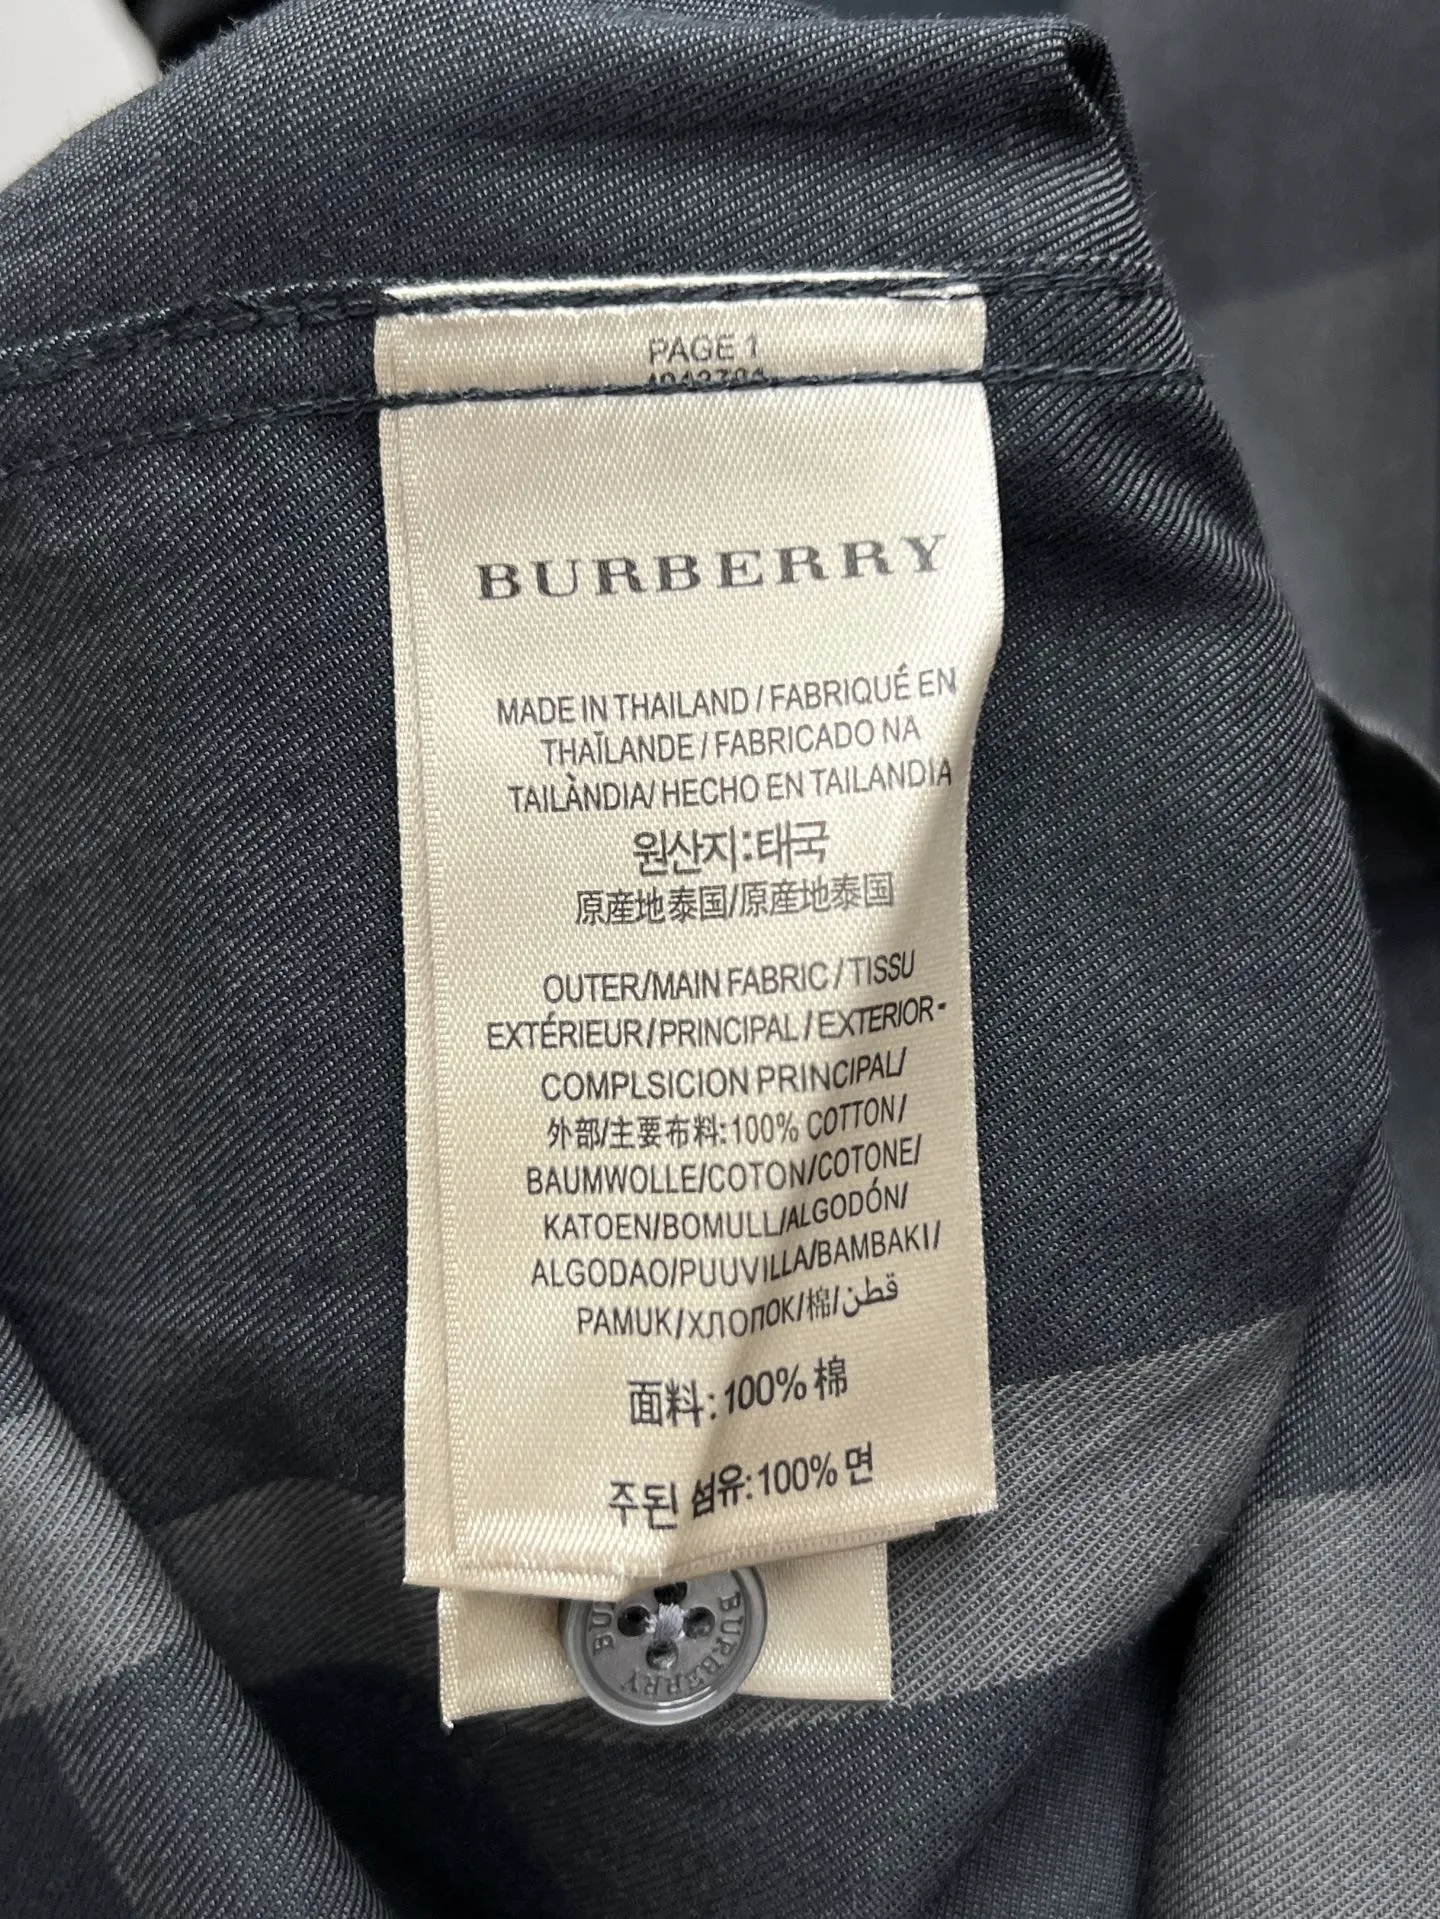 PAGE 1
BURBERRY
MADE IN THAILAND / FABRIQUÉ EN
THAÏLANDE / FABRICADO NA
TAILÀNDIA/ HECHO EN TAILANDIA
원산지:태국
原産地泰国/原産地泰国
OUTER/MAIN FABRIC / TISSU
EXTÉRIEUR/PRINCIPAL / EXTERIOR-
COMPLSICION PRINCIPAL/
外部/主要布料:100% COTTON/
BAUMWOLLE/COTON/COTONE/
KATOEN/BOMULL/ALGODÓN/
ALGODAO/PUUVILLA/BAMBAKI/
PAMUK/ХЛОПОК/棉/قطن
面料: 100% 棉
주된 섬유: 100% 면
BURBERRY